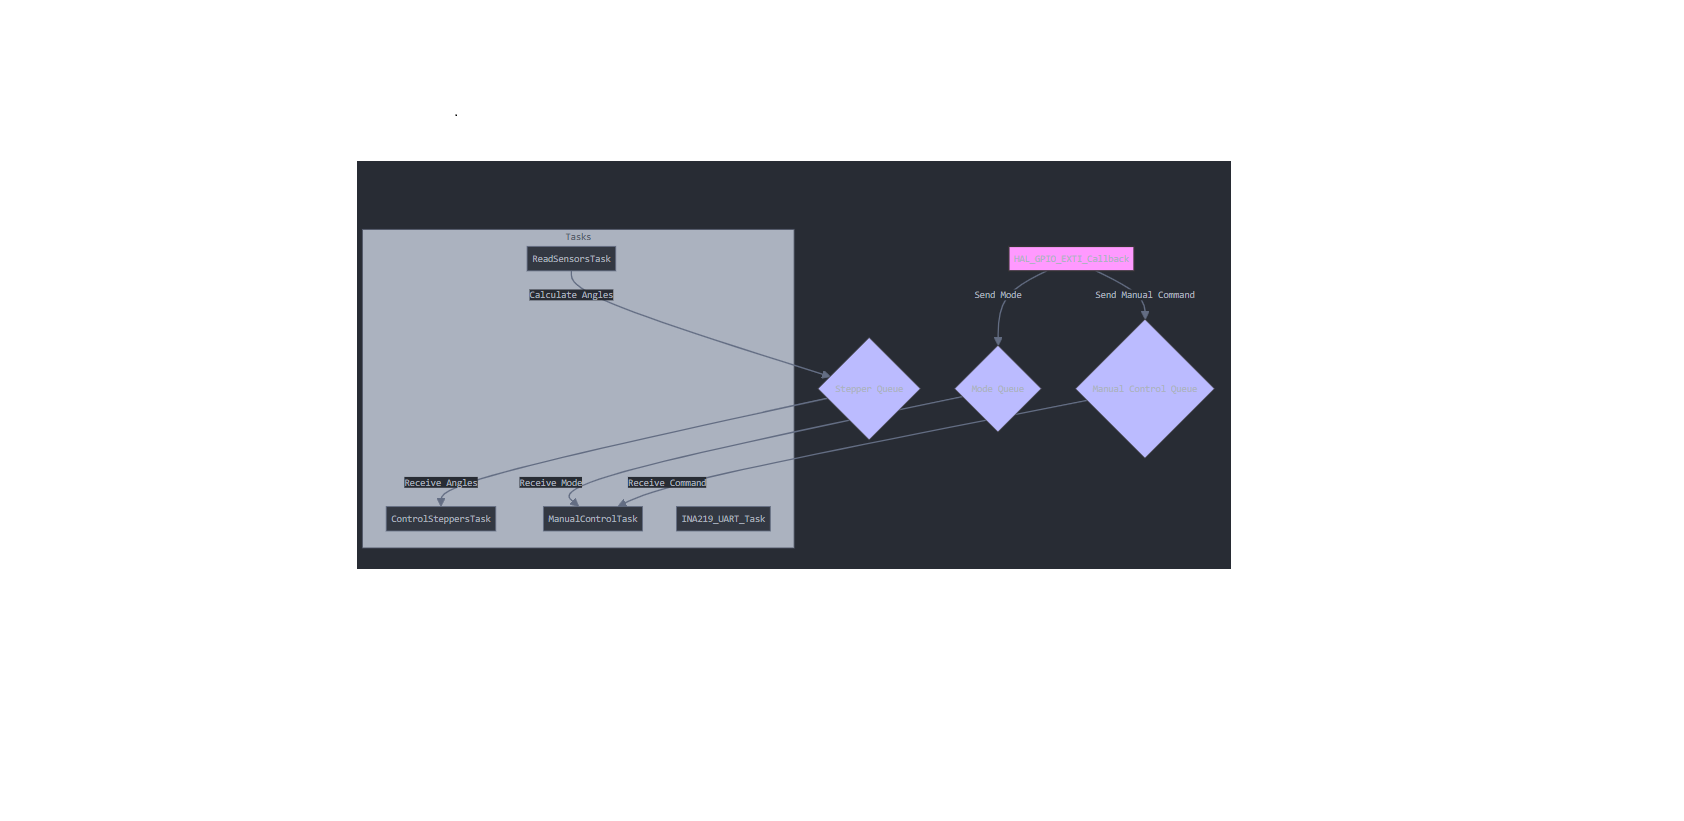 .
Tasks
ReadSensorsTask
HAL_GPIO_EXTI_Callback
Calculate Angles
Send Mode
Send Manual Command
Stepper Queue
Mode Queue
Manual Control Queue
Receive Angles
Receive Mode
Receive Command
ControlSteppersTask
ManualControlTask
INA219_UART_Task